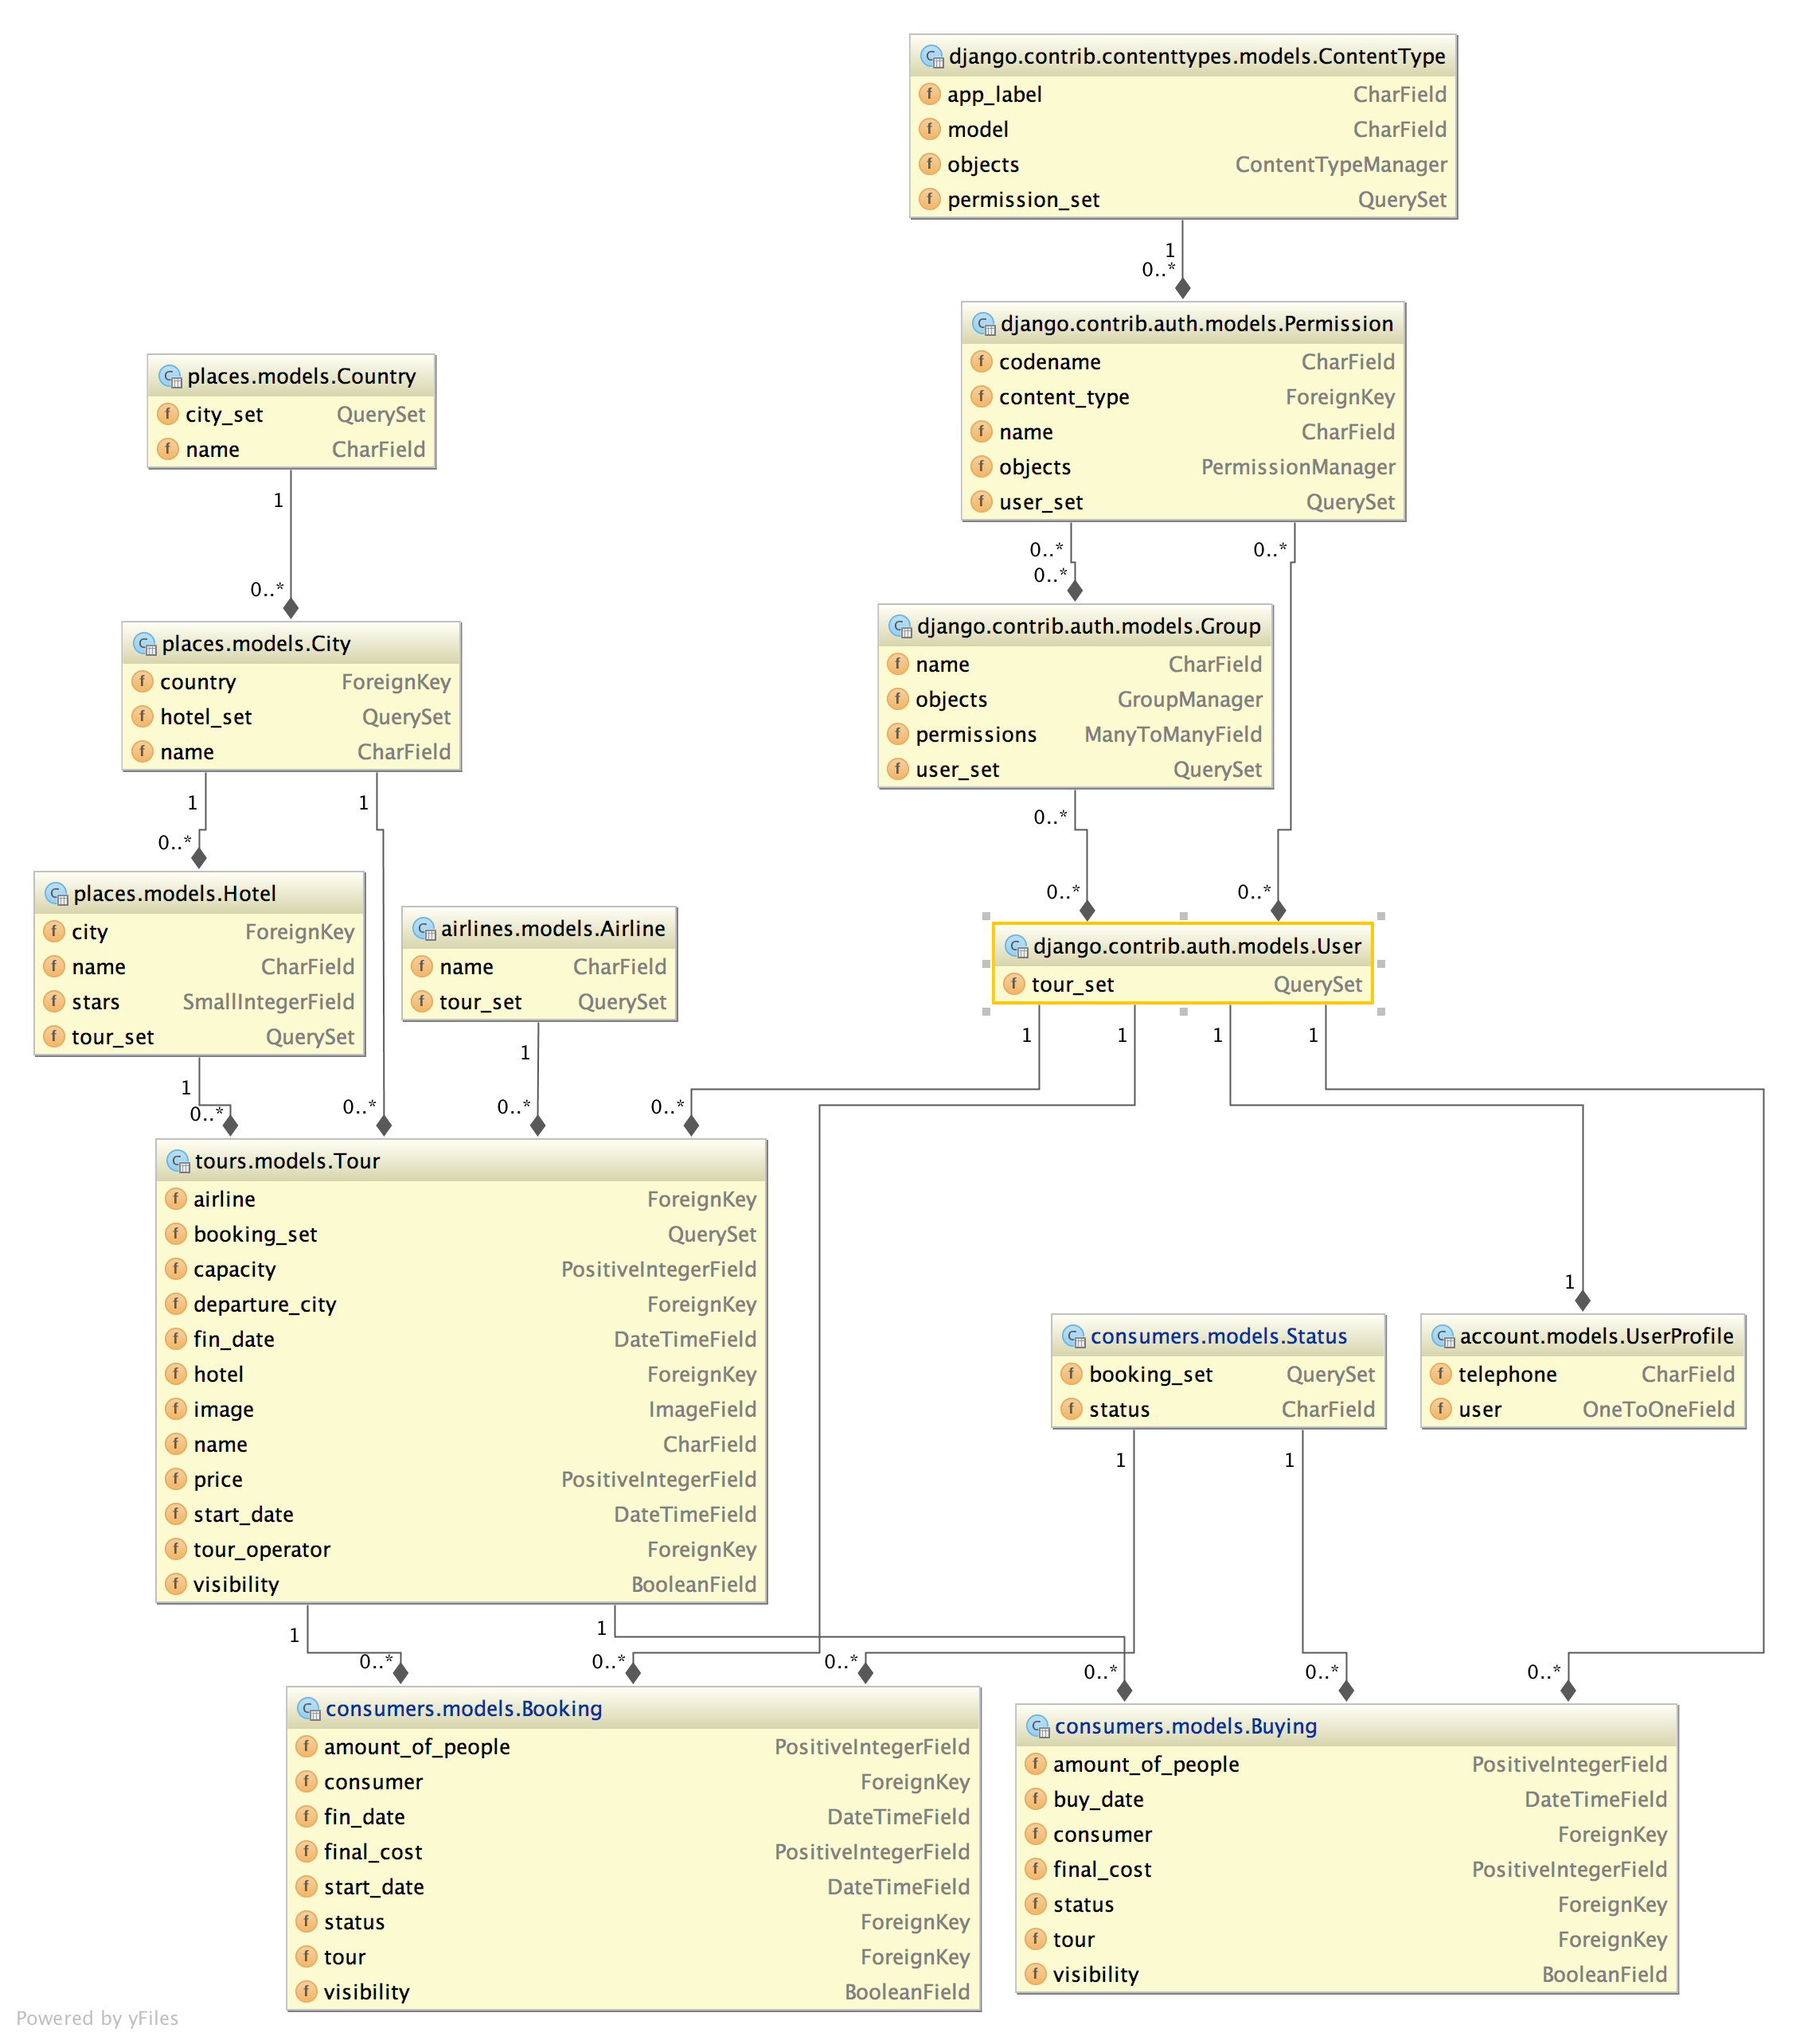 django.contrib.contenttypes.models.ContentType
app_label CharField
model CharField
objects ContentTypeManager
permission_set QuerySet
1
0..*
django.contrib.auth.models.Permission
codename CharField
content_type ForeignKey
name CharField
objects PermissionManager
user_set QuerySet
0..*
0..*
0..*
places.models.Country
city_set QuerySet
name CharField
1
0..*
places.models.City
country ForeignKey
hotel_set QuerySet
name CharField
1
1
0..*
django.contrib.auth.models.Group
name CharField
objects GroupManager
permissions ManyToManyField
user_set QuerySet
0..*
0..*
0..*
places.models.Hotel
city ForeignKey
name CharField
stars SmallIntegerField
tour_set QuerySet
1
0..*
0..*
airlines.models.Airline
name CharField
tour_set QuerySet
1
0..*
0..*
django.contrib.auth.models.User
tour_set QuerySet
1
1
1
1
tours.models.Tour
airline ForeignKey
booking_set QuerySet
capacity PositiveIntegerField
departure_city ForeignKey
fin_date DateTimeField
hotel ForeignKey
image ImageField
name CharField
price PositiveIntegerField
start_date DateTimeField
tour_operator ForeignKey
visibility BooleanField
1
1
consumers.models.Status
booking_set QuerySet
status CharField
1
1
1
account.models.UserProfile
telephone CharField
user OneToOneField
0..*
0..*
0..*
0..*
0..*
0..*
consumers.models.Booking
amount_of_people PositiveIntegerField
consumer ForeignKey
fin_date DateTimeField
final_cost PositiveIntegerField
start_date DateTimeField
status ForeignKey
tour ForeignKey
visibility BooleanField
consumers.models.Buying
amount_of_people PositiveIntegerField
buy_date DateTimeField
consumer ForeignKey
final_cost PositiveIntegerField
status ForeignKey
tour ForeignKey
visibility BooleanField
Powered by yFiles